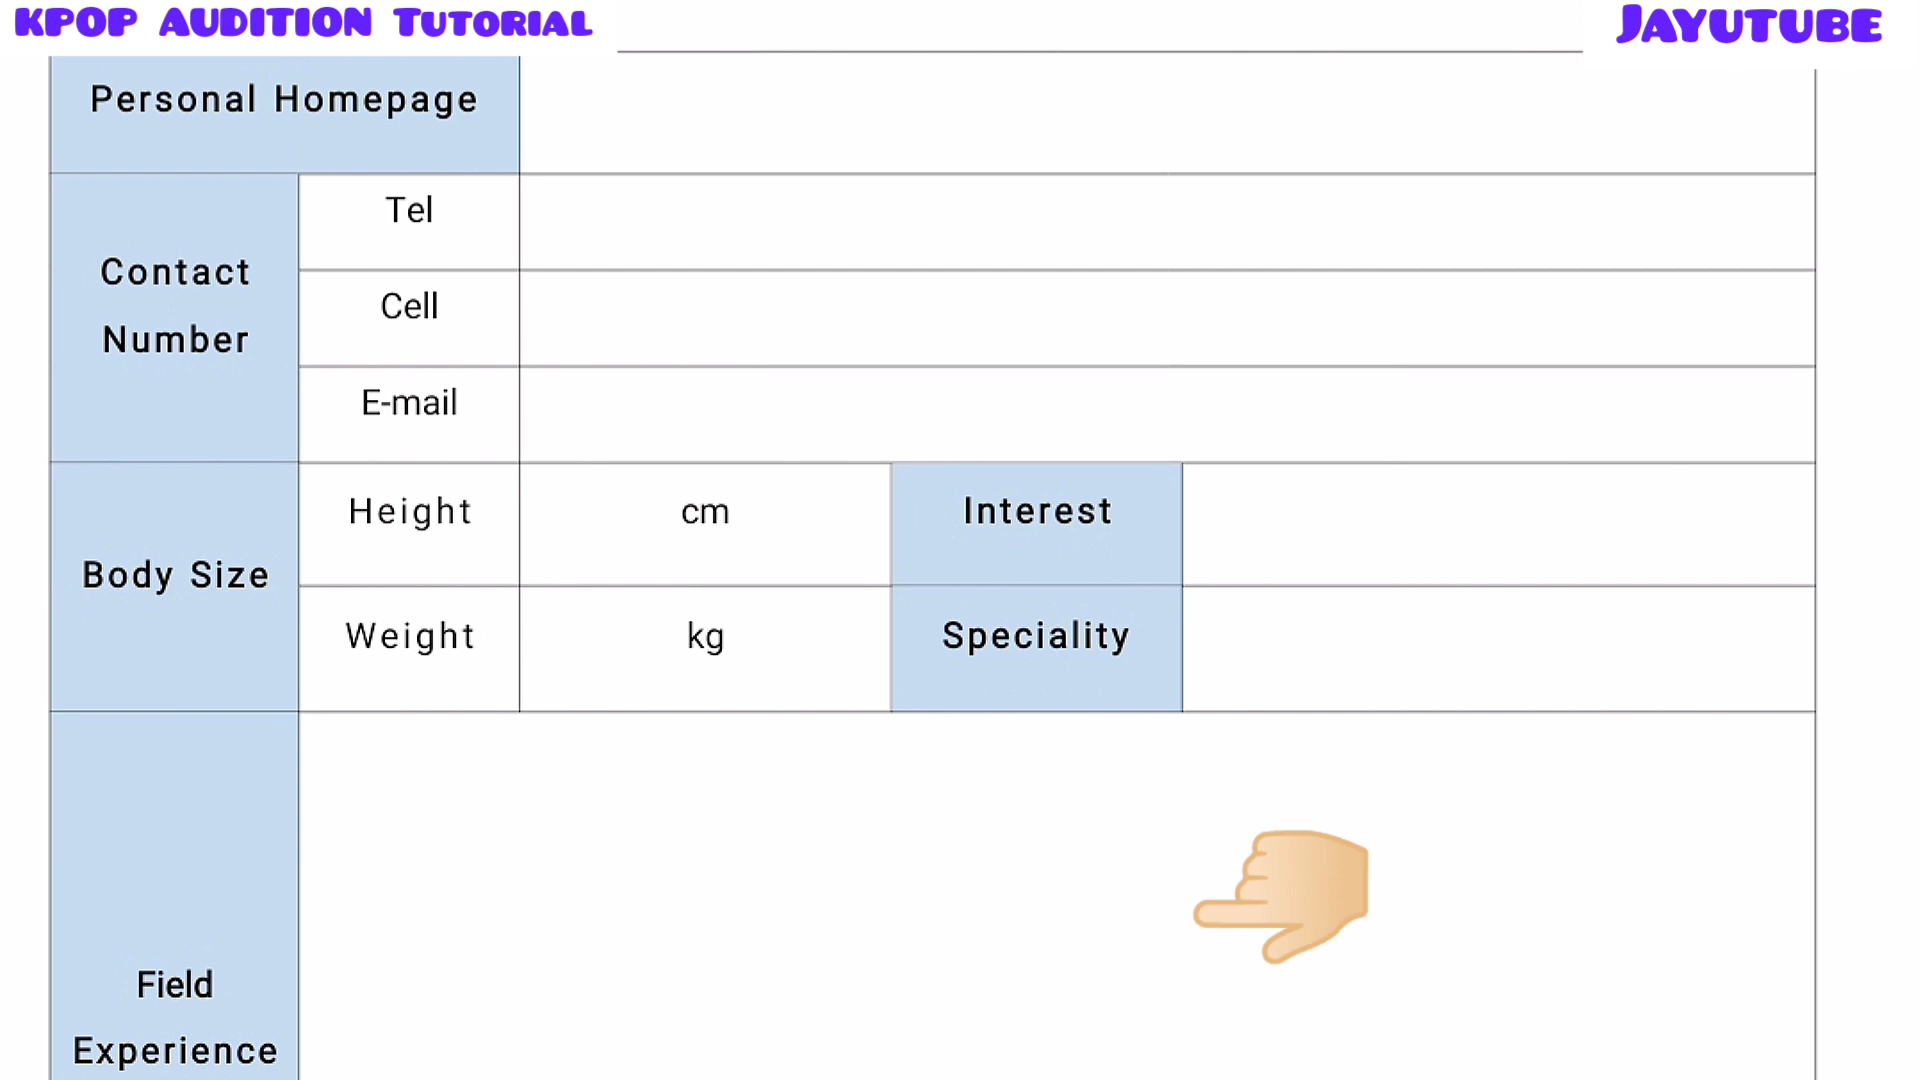 KPOP AUDITION TUTORIAL
JAYUTUBE
Personal Homepage
Contact
Number
Tel
Cell
E-mail
Body Size
Height
cm
Interest
Weight
kg
Speciality
Field
Experience